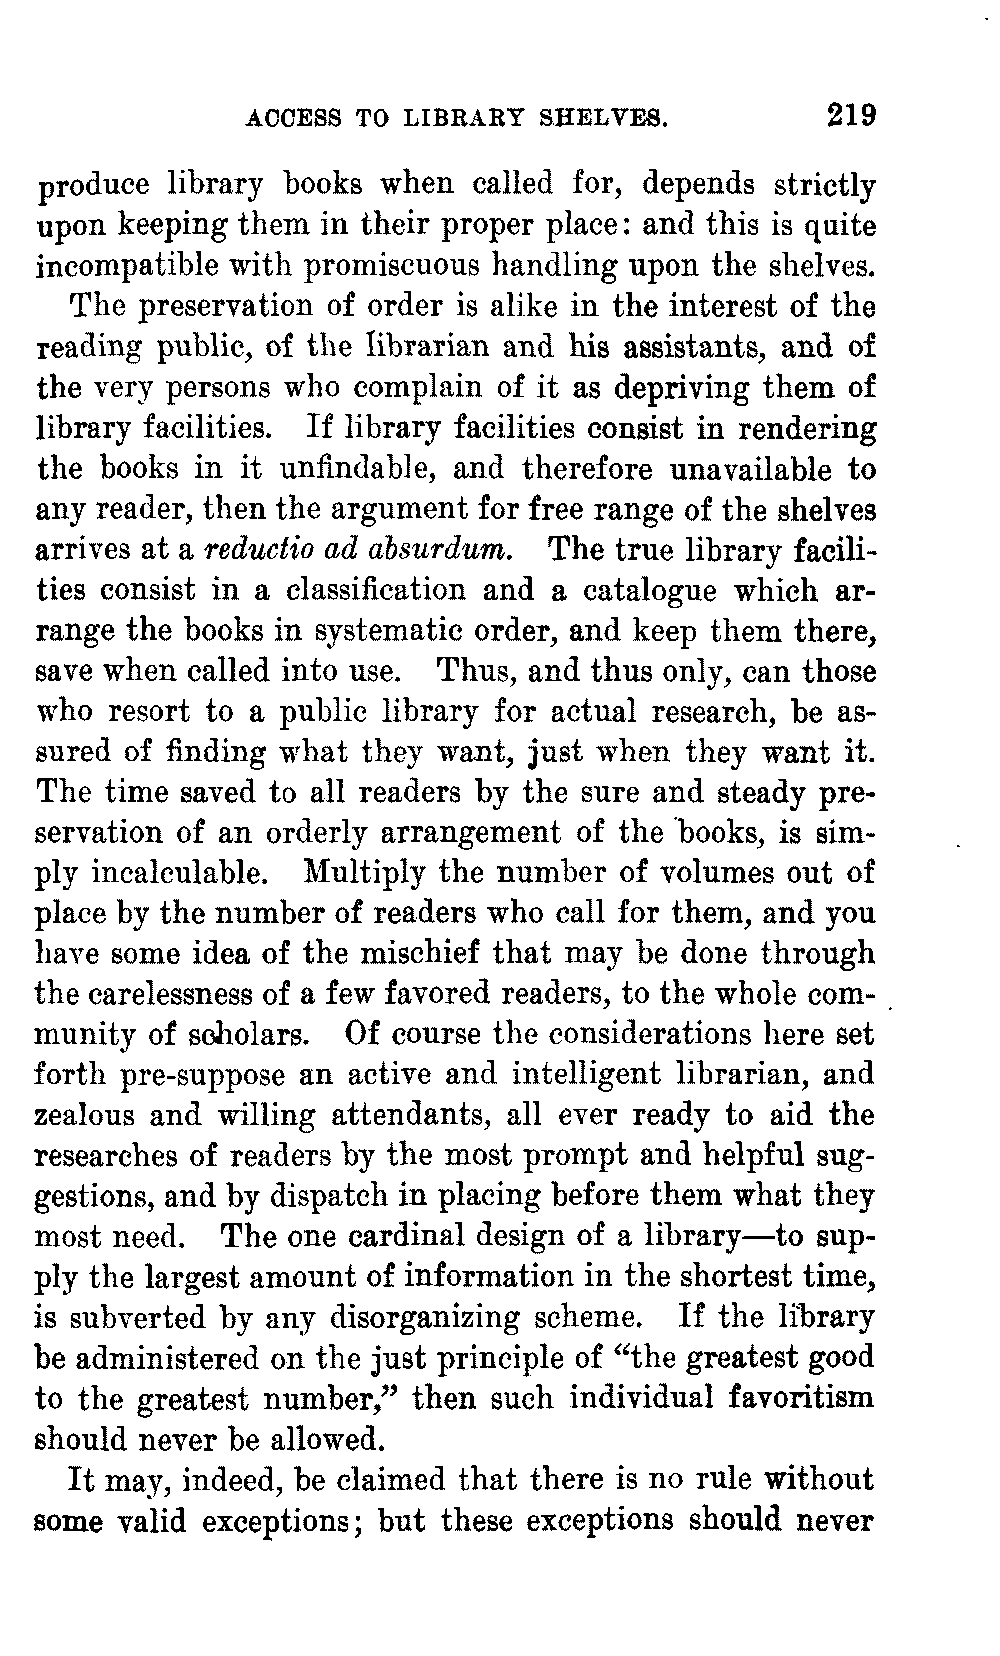 ACCESS TO LIBRARY SHELVES. 219
produce library books when called for, depends strictly
upon keeping them in their proper place: and this is quite
incompatible with promiscuous handling upon the shelves.
The preservation of order is alike in the interest of the
reading public, of the librarian and his assistants, and of
the very persons who complain of it as depriving them of
library facilities. If library facilities consist in rendering
the books in it unfindable, and therefore unavailable to
any reader, then the argument for free range of the shelves
arrives at a reductio ad absurdum. The true library facili-
ties consist in a classification and a catalogue which ar-
range the books in systematic order, and keep them there,
save when called into use. Thus, and thus only, can those
who resort to a public library for actual research, be as-
sured of finding what they want, just when they want it.
The time saved to all readers by the sure and steady pre-
servation of an orderly arrangement of the books, is sim-
ply incalculable. Multiply the number of volumes out of
place by the number of readers who call for them, and you
have some idea of the mischief that may be done through
the carelessness of a few favored readers, to the whole com-
munity of scholars. Of course the considerations here set
forth pre-suppose an active and intelligent librarian, and
zealous and willing attendants, all ever ready to aid the
researches of readers by the most prompt and helpful sug-
gestions, and by dispatch in placing before them what they
most need. The one cardinal design of a library—to sup-
ply the largest amount of information in the shortest time,
is subverted by any disorganizing scheme. If the library
be administered on the just principle of "the greatest good
to the greatest number," then such individual favoritism
should never be allowed.
It may, indeed, be claimed that there is no rule without
some valid exceptions; but these exceptions should never